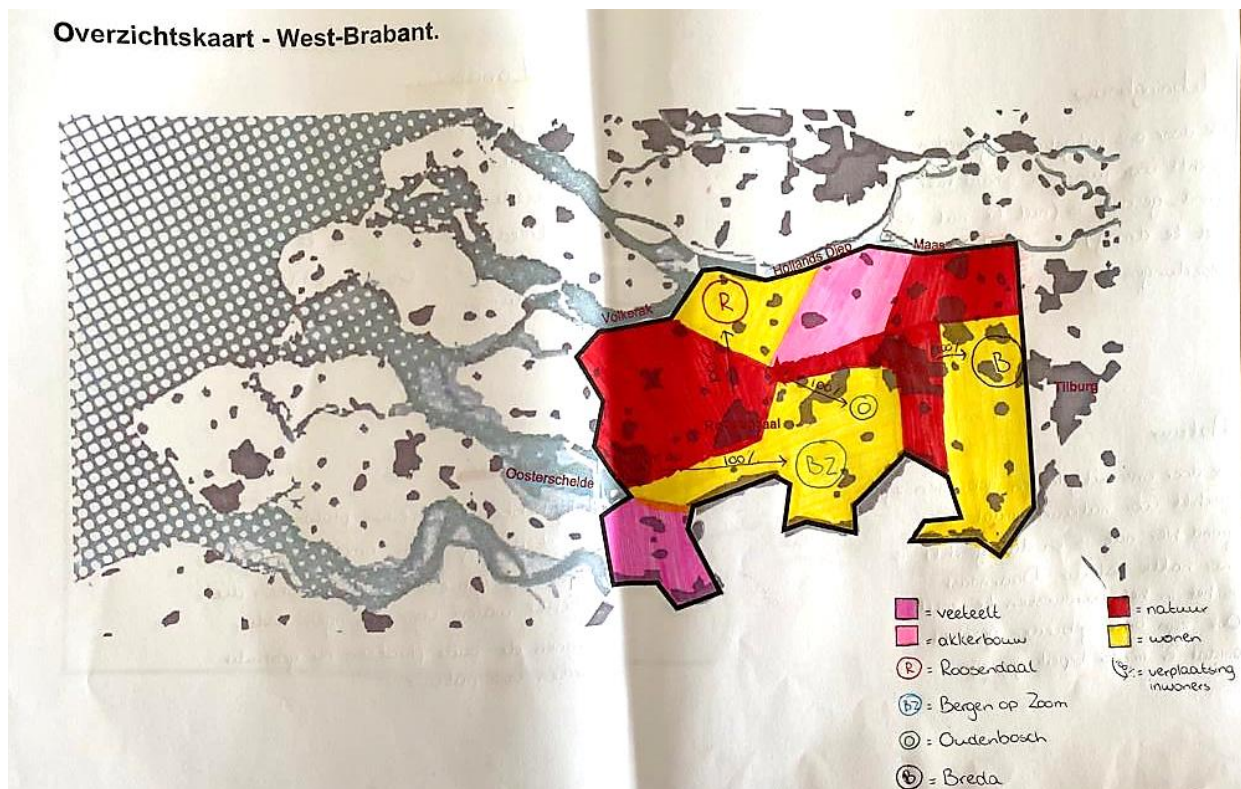 Overzichtskaart - West-Brabant.
Hollands Diep
Maas
R
Volkerak
B
Tilburg
100
O
100%
BZ
Oosterschelde
= veeteelt
= natuur
= akkerbouw
= wonen
R = Roosendaal
= verplaatsing
inwoners
BZ = Bergen op Zoom
O = Oudenbosch
B = Breda